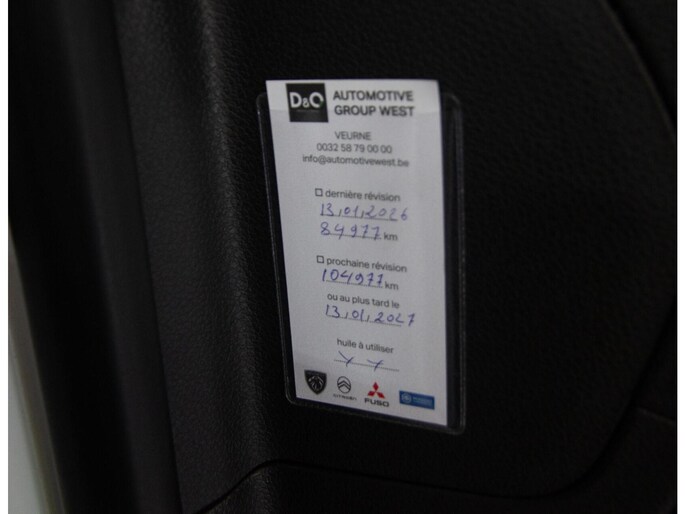 D&O AUTOMOTIVE
GROUP WEST
VEURNE
0032 58 79 00 00
info@automotivewest.be
dernière révision
13,01,2026
84977 km
prochaine révision
104977 km
ou au plus tard le
13,01,2027
huile à utiliser
CITROËN
FUSO